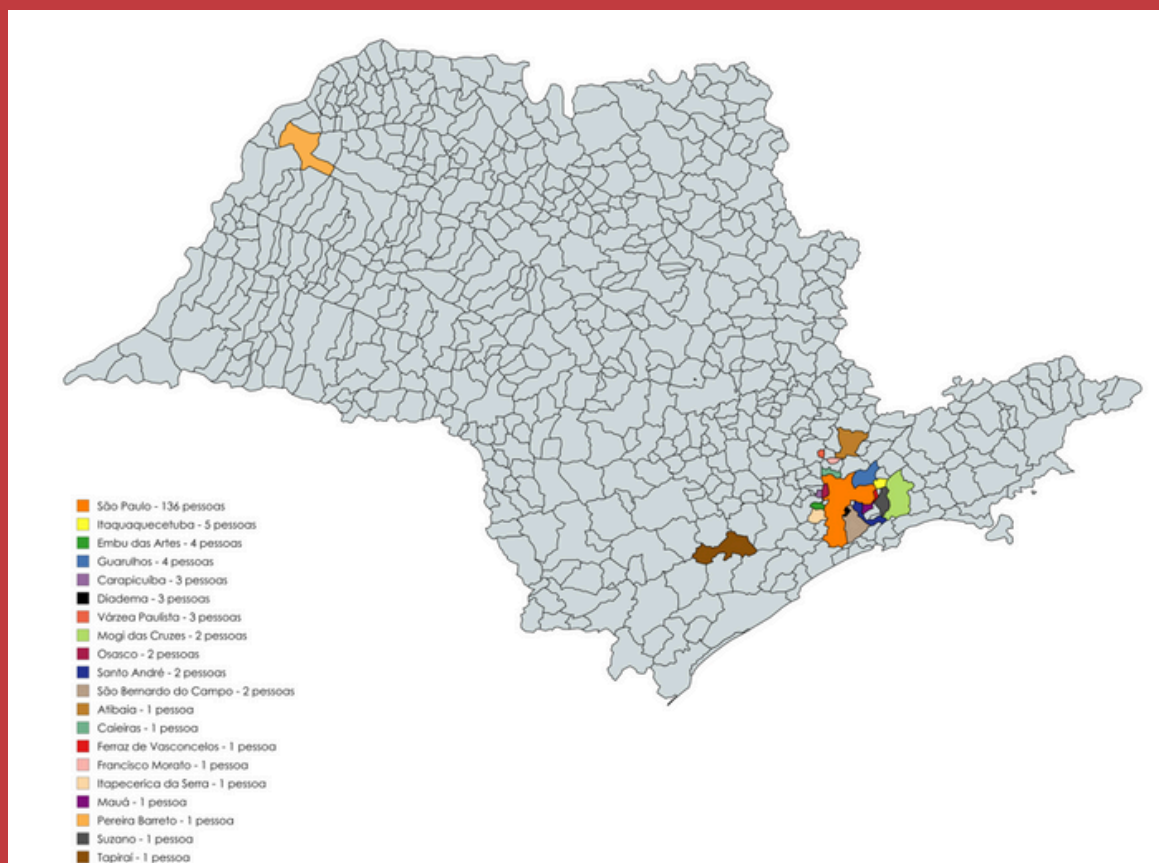 São Paulo - 136 pessoas
Itaquaquecetuba - 5 pessoas
Embu das Artes - 4 pessoas
Guarulhos - 4 pessoas
Carapicuíba - 3 pessoas
Diadema - 3 pessoas
Várzea Paulista - 3 pessoas
Mogi das Cruzes - 2 pessoas
Osasco - 2 pessoas
Santo André - 2 pessoas
São Bernardo do Campo - 2 pessoas
Atibaia - 1 pessoa
Caieiras - 1 pessoa
Ferraz de Vasconcelos - 1 pessoa
Francisco Morato - 1 pessoa
Itapecerica da Serra - 1 pessoa
Mauá - 1 pessoa
Pereira Barreto - 1 pessoa
Suzano - 1 pessoa
Tapiraí - 1 pessoa